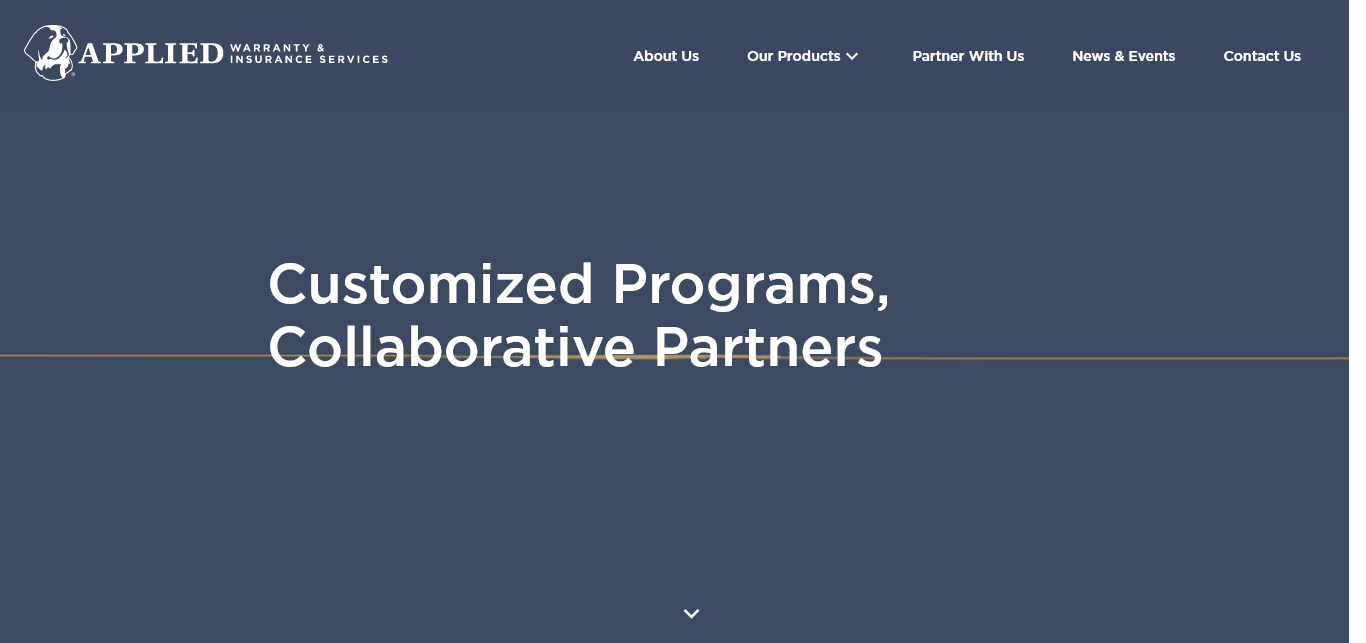 APPLIED
WARRANTY &
INSURANCE SERVICES
About Us
Our Products
Partner With Us
News & Events
Contact Us
Customized Programs,
Collaborative Partners